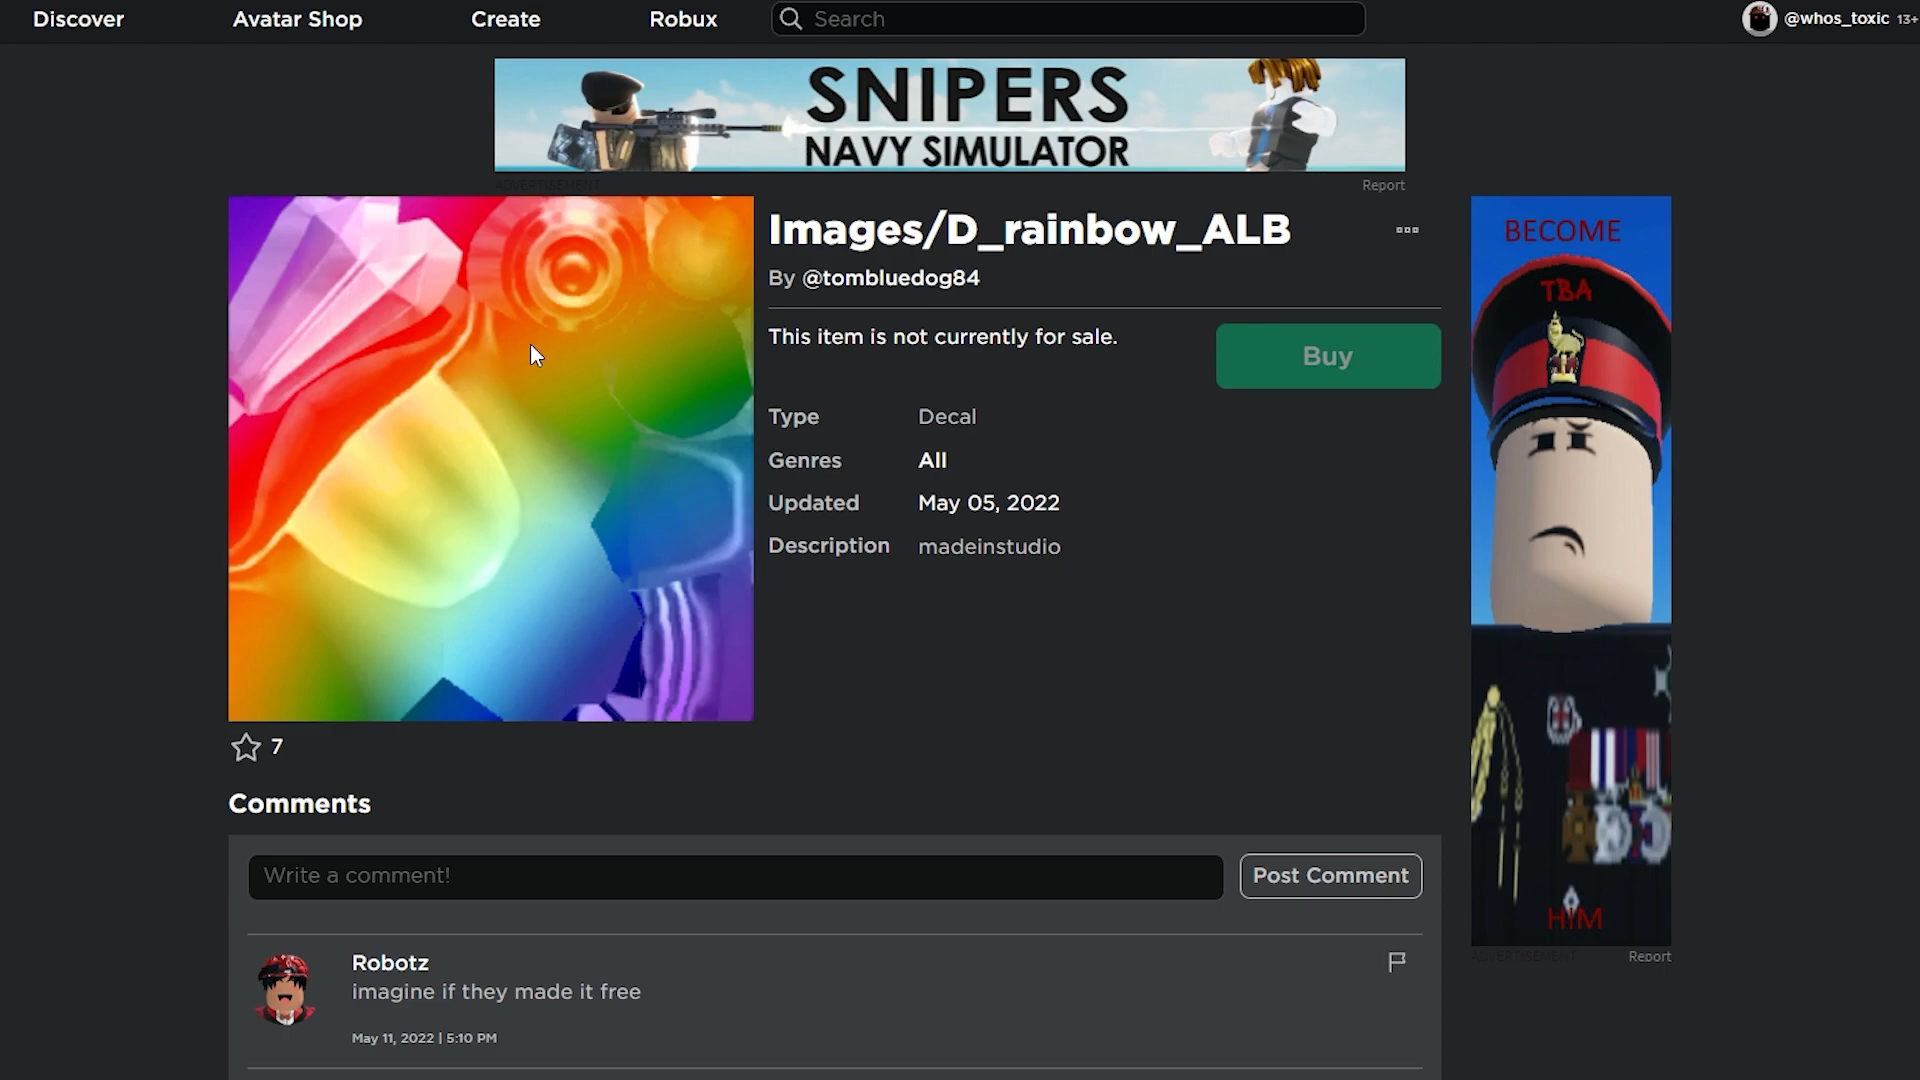 Discover
Avatar Shop
Create
Robux
Search
@whos_toxic 13+
SNIPERS
NAVY SIMULATOR
ADVERTISEMENT
Report
Images/D_rainbow_ALB
By @tombluedog84
This item is not currently for sale.
Buy
Type Decal
Genres All
Updated May 05, 2022
Description madeinstudio
BECOME
TBA
HIM
ADVERTISEMENT
Report
7
Comments
Write a comment!
Post Comment
Robotz
imagine if they made it free
May 11, 2022 | 5:10 PM